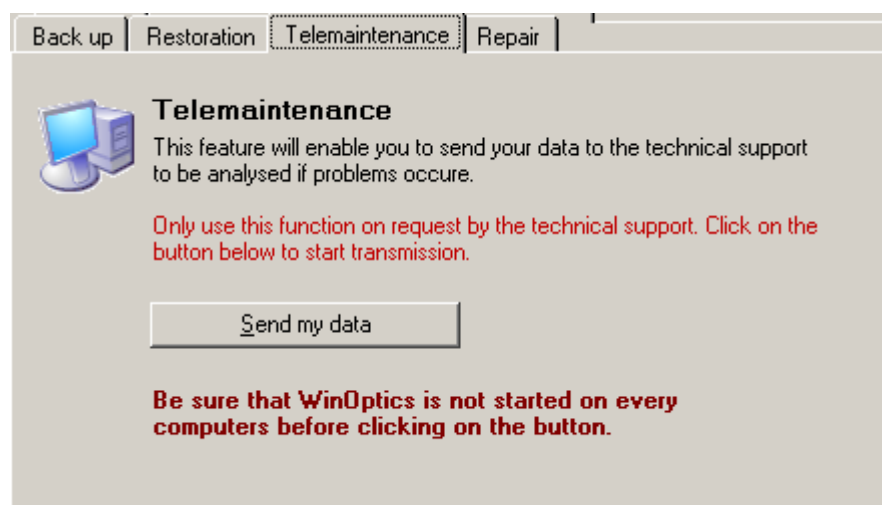 Back up Restoration Telemaintenance Repair
Telemaintenance
This feature will enable you to send your data to the technical support
to be analysed if problems occure.
Only use this function on request by the technical support. Click on the
button below to start transmission.
Send my data
Be sure that WinOptics is not started on every
computers before clicking on the button.